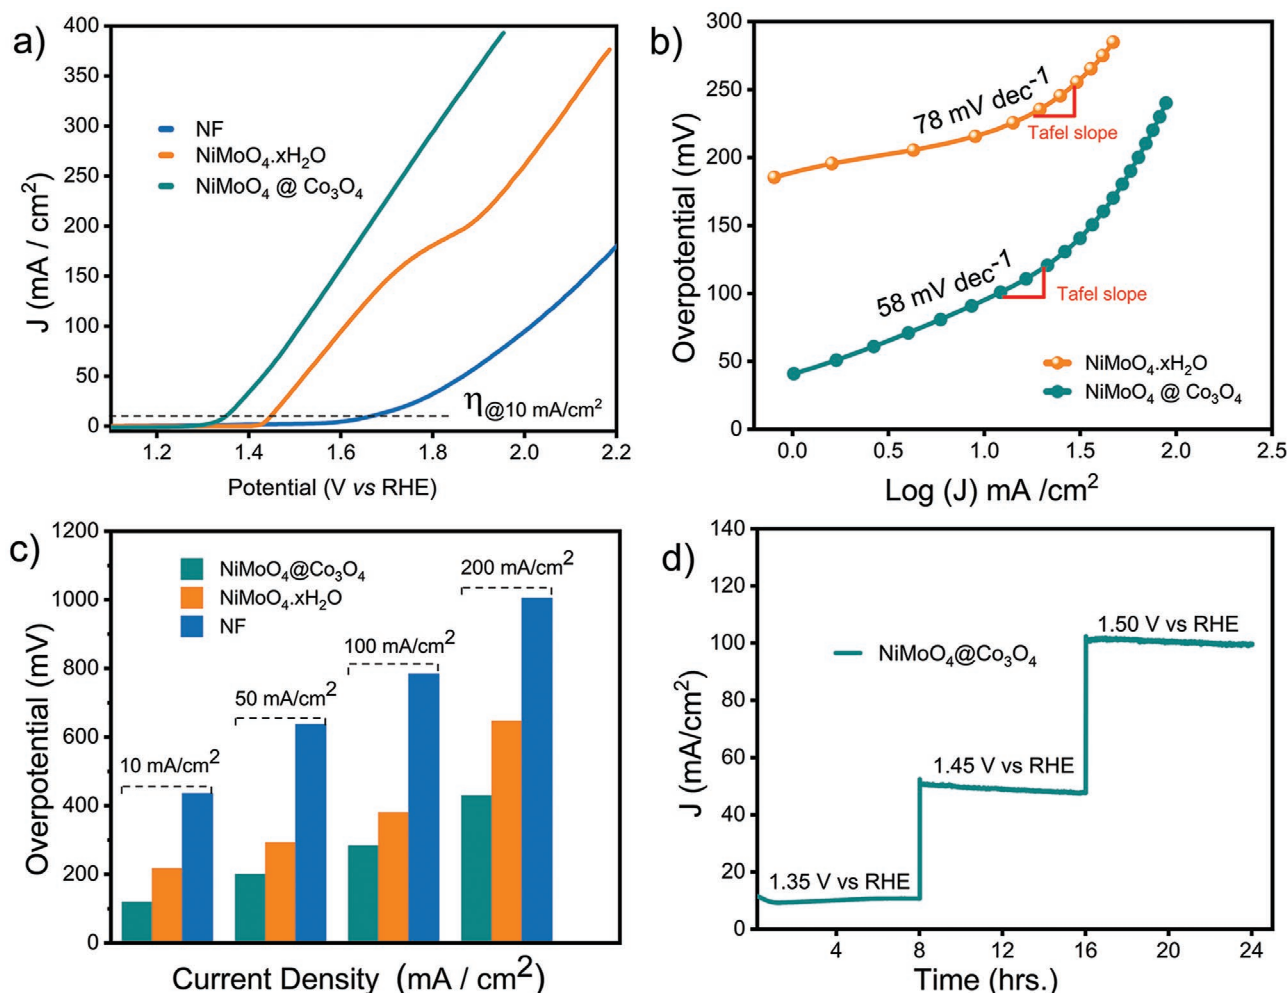 a)
400
350
300
250
200
150
100
50
0
J (mA / cm²)
NF
NiMoO₄.xH₂O
NiMoO₄ @ Co₃O₄
η@10 mA/cm²
1.2
1.4
1.6
1.8
2.0
2.2
Potential (V vs RHE)
b)
300
250
200
150
100
50
0
Overpotential (mV)
78 mV dec⁻¹
Tafel slope
58 mV dec⁻¹
Tafel slope
NiMoO₄.xH₂O
NiMoO₄ @ Co₃O₄
0.0
0.5
1.0
1.5
2.0
2.5
Log (J) mA /cm²
c)
1200
1000
800
600
400
200
0
Overpotential (mV)
NiMoO₄@Co₃O₄
NiMoO₄.xH₂O
NF
10 mA/cm²
50 mA/cm²
100 mA/cm²
200 mA/cm²
Current Density (mA / cm²)
d)
140
120
100
80
60
40
20
0
J (mA/cm²)
NiMoO₄@Co₃O₄
1.35 V vs RHE
1.45 V vs RHE
1.50 V vs RHE
4
8
12
16
20
24
Time (hrs.)